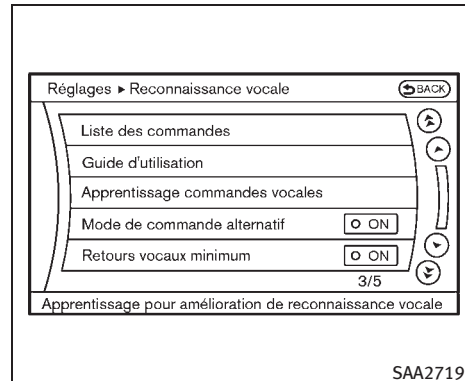 Réglages ▸ Reconnaissance vocale BACK
Liste des commandes
Guide d'utilisation
Apprentissage commandes vocales
Mode de commande alternatif ON
Retours vocaux minimum ON
3/5
Apprentissage pour amélioration de reconnaissance vocale
SAA2719